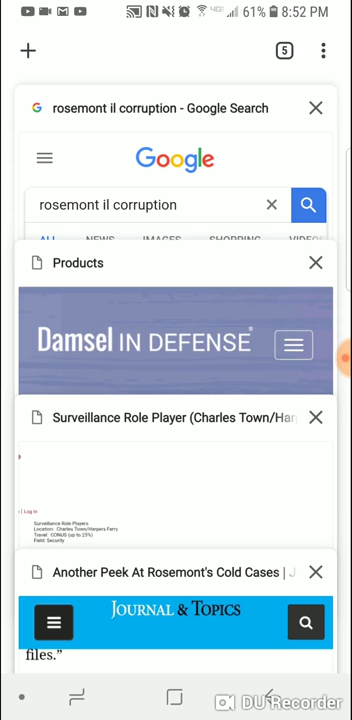 61% 8:52 PM
5
rosemont il corruption - Google Search
Google
rosemont il corruption
ALL NEWS IMAGES SHOPPING VIDEOS
Products
Damsel IN DEFENSE®
Surveillance Role Player (Charles Town/Har
| Log In
Surveillance Role Players
Location: Charles Town/Harpers Ferry
Travel: CONUS (up to 25%)
Field: Security
Another Peek At Rosemont's Cold Cases | J
JOURNAL & TOPICS
files.”
DU Recorder